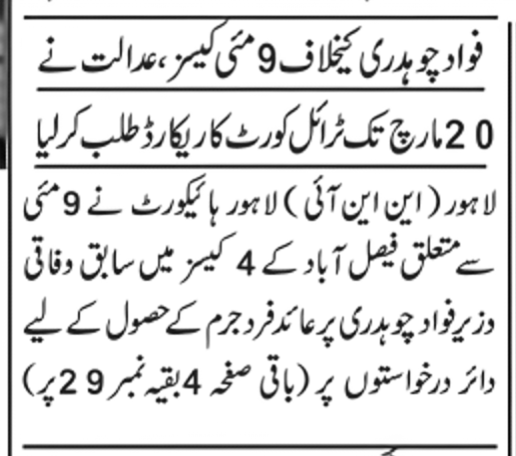 فواد چوہدری کیخلاف 9 مئی کیسز، عدالت نے
20 مارچ تک ٹرائل کورٹ کا ریکارڈ طلب کر لیا
لاہور (این این آئی) لاہور ہائیکورٹ نے 9 مئی
سے متعلق فیصل آباد کے 4 کیسز میں سابق وفاقی
وزیر فواد چوہدری پر عائد فرد جرم کے حصول کے لیے
دائر درخواستوں پر (باقی صفحہ 4 بقیہ نمبر 29 پر)